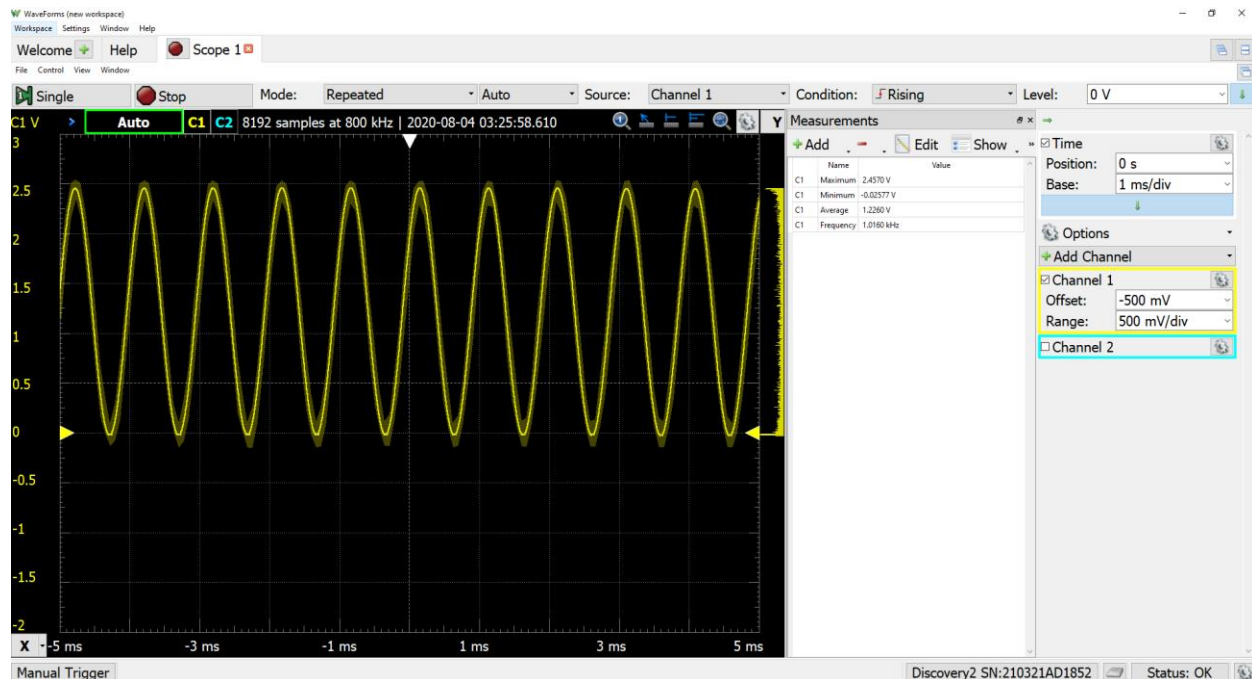 WaveForms (new workspace)
Workspace Settings Window Help
Welcome Help Scope 1
File Control View Window
Single Stop Mode: Repeated Auto Source: Channel 1 Condition: Rising Level: 0 V
C1 V Auto C1 C2 8192 samples at 800 kHz | 2020-08-04 03:25:58.610 Y
3
2.5
2
1.5
1
0.5
0
-0.5
-1
-1.5
-2
X -5 ms -3 ms -1 ms 1 ms 3 ms 5 ms
Measurements
Add Edit Show »
Name Value
C1 Maximum 2.4570 V
C1 Minimum -0.02577 V
C1 Average 1.2260 V
C1 Frequency 1.0160 kHz
Time
Position: 0 s
Base: 1 ms/div
Options
Add Channel
Channel 1
Offset: -500 mV
Range: 500 mV/div
Channel 2
Manual Trigger Discovery2 SN:210321AD1852 Status: OK